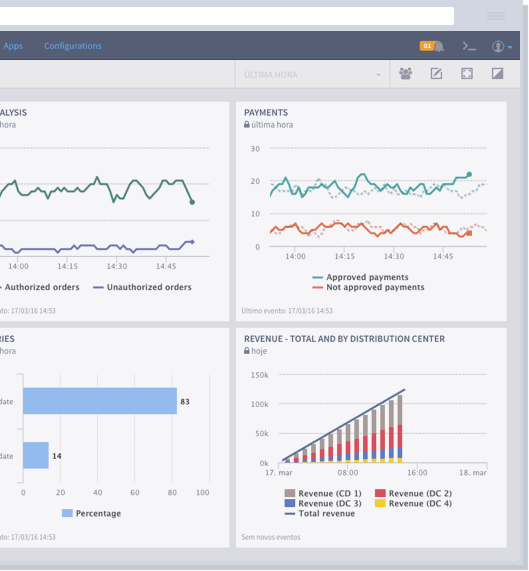 Apps Configurations 01
ÚLTIMA HORA
ALYSIS
hora
14:00 14:15 14:30 14:45
Authorized orders Unauthorized orders
nto: 17/03/16 14:53
PAYMENTS
última hora
30
20
10
0
14:00 14:15 14:30 14:45
Approved payments
Not approved payments
Último evento: 17/03/16 14:53
RIES
hora
date 83
date 14
0 20 40 60 80 100
Percentage
nto: 17/03/16 14:53
REVENUE - TOTAL AND BY DISTRIBUTION CENTER
hoje
150k
100k
50k
0k
17. mar 08:00 16:00 18. mar
Revenue (CD 1) Revenue (DC 2)
Revenue (DC 3) Revenue (DC 4)
Total revenue
Sem novos eventos